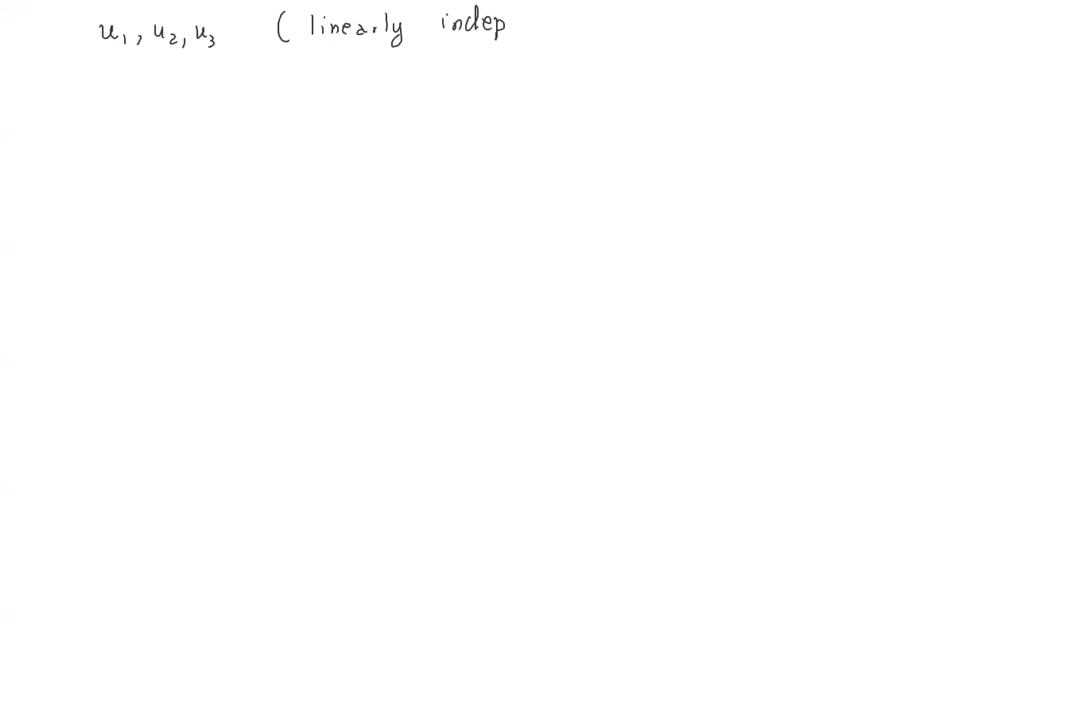 u₁, u₂, u₃ ( linearly indep